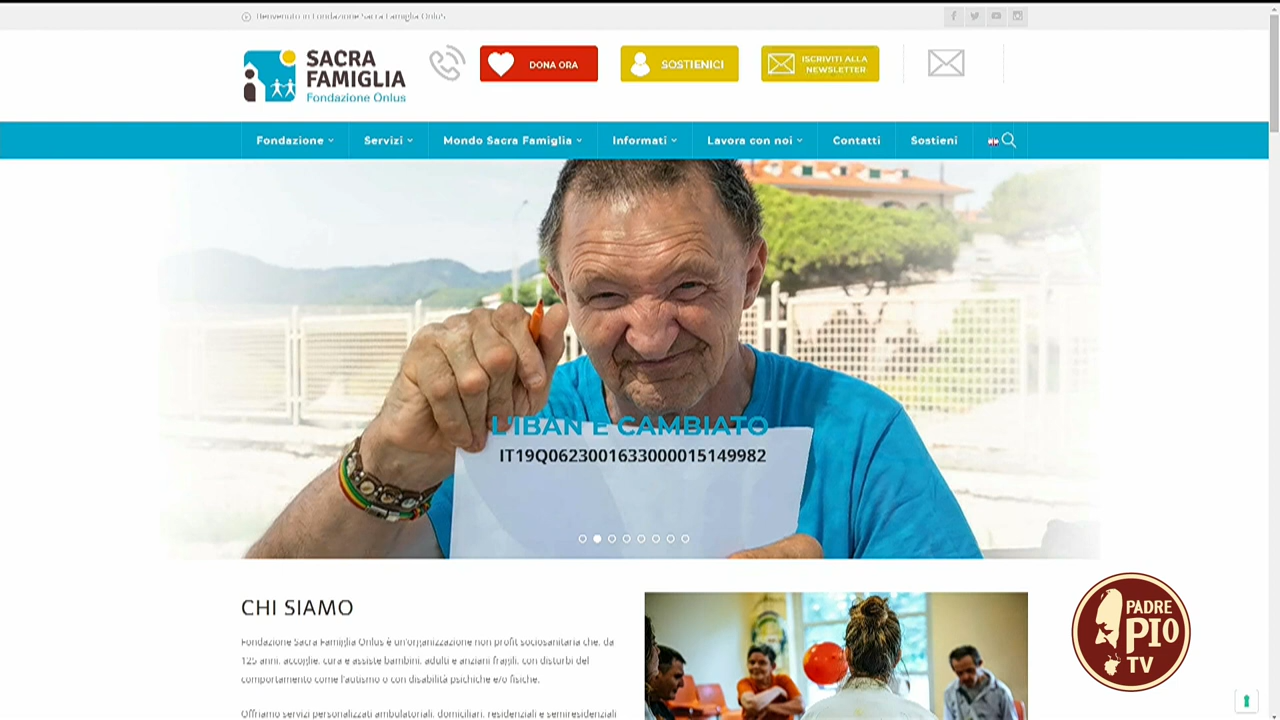 Benvenuto in Fondazione Sacra Famiglia Onlus
SACRA
FAMIGLIA
Fondazione Onlus
DONA ORA
SOSTIENICI
ISCRIVITI ALLA
NEWSLETTER
Fondazione
Servizi
Mondo Sacra Famiglia
Informati
Lavora con noi
Contatti
Sostieni
L'IBAN È CAMBIATO
IT19Q0623001633000015149982
CHI SIAMO
Fondazione Sacra Famiglia Onlus è un'organizzazione non profit sociosanitaria che, da
125 anni, accoglie, cura e assiste bambini, adulti e anziani fragili, con disturbi del
comportamento come l'autismo o con disabilità psichiche e/o fisiche.
Offriamo servizi personalizzati ambulatoriali, domiciliari, residenziali e semiresidenziali
PADRE
PIO
TV